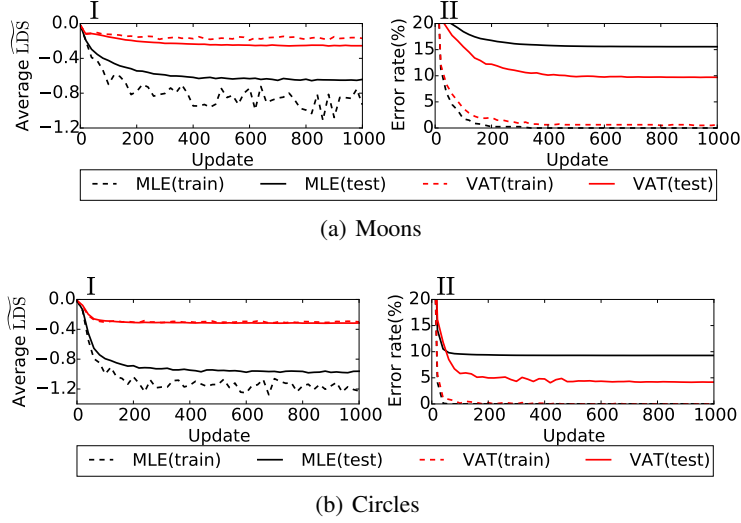 I
II
0.0
−0.4
−0.8
−1.2
Average L͠D͠S
0 200 400 600 800 1000
Update
20
15
10
5
0
Error rate(%)
0 200 400 600 800 1000
Update
MLE(train) MLE(test) VAT(train) VAT(test)
(a) Moons
I
II
0.0
−0.4
−0.8
−1.2
Average L͠D͠S
0 200 400 600 800 1000
Update
20
15
10
5
0
Error rate(%)
0 200 400 600 800 1000
Update
MLE(train) MLE(test) VAT(train) VAT(test)
(b) Circles